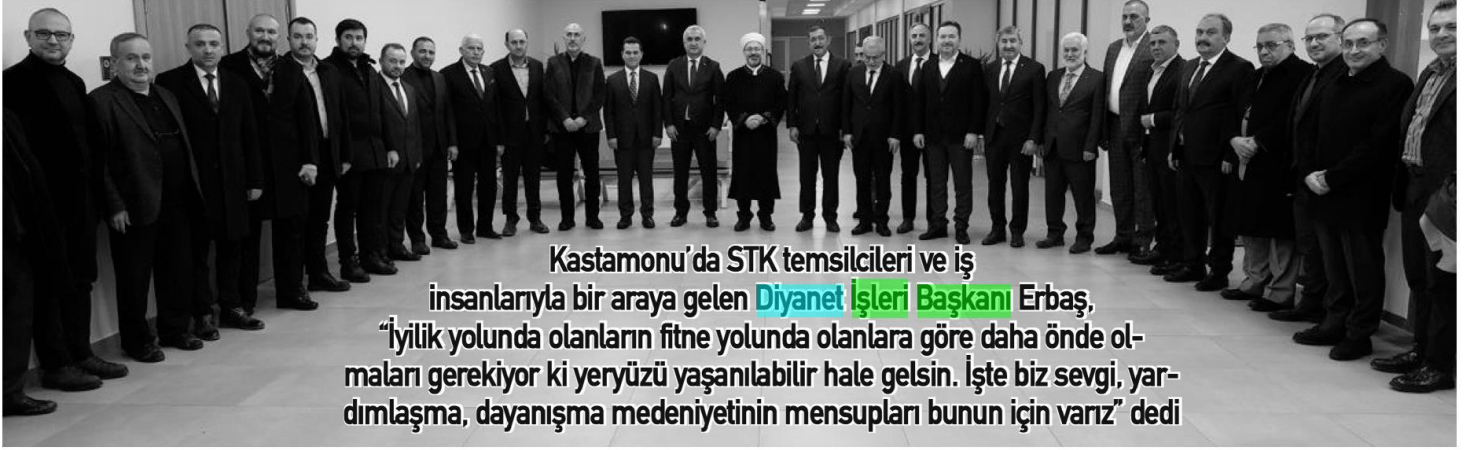 Kastamonu'da STK temsilcileri ve iş
insanlarıyla bir araya gelen Diyanet İşleri Başkanı Erbaş,
“İyilik yolunda olanların fitne yolunda olanlara göre daha önde ol-
maları gerekiyor ki yeryüzü yaşanılabilir hale gelsin. İşte biz sevgi, yar-
dımlaşma, dayanışma medeniyetinin mensupları bunun için varız” dedi